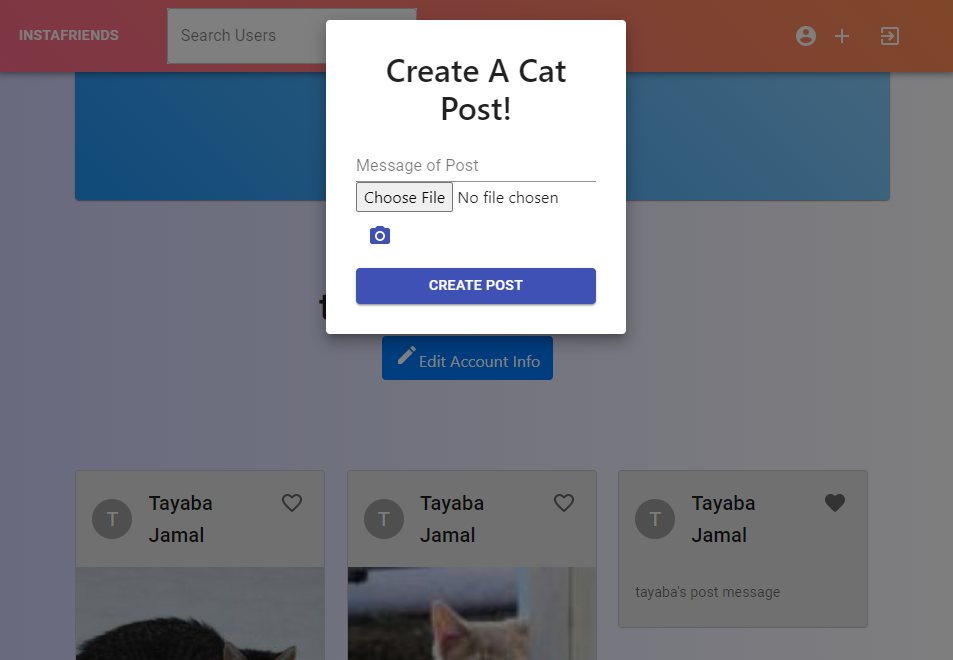 INSTAFRIENDS
Search Users
Create A Cat
Post!
Message of Post
Choose File No file chosen
CREATE POST
t
Edit Account Info
T
Tayaba
Jamal
T
Tayaba
Jamal
T
Tayaba
Jamal
tayaba's post message